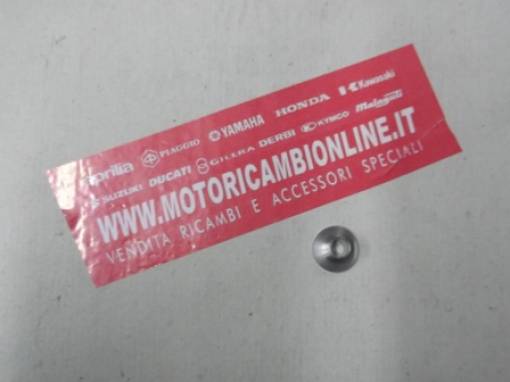 aprilia PIAGGIO YAMAHA HONDA Kawasaki
SUZUKI DUCATI GILERA DERBI KYMCO Malaguti
WWW.MOTORICAMBIONLINE.IT
VENDITA RICAMBI E ACCESSORI SPECIALI